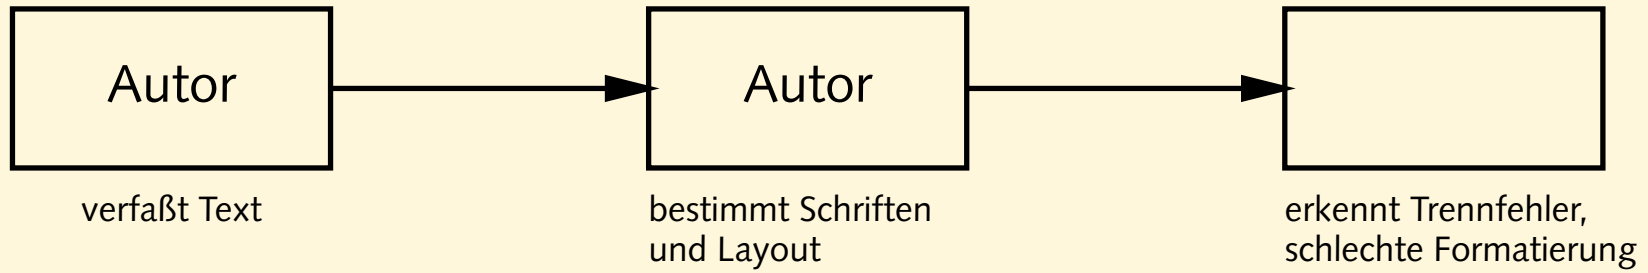 Autor
Autor
verfaßt Text
bestimmt Schriften
und Layout
erkennt Trennfehler,
schlechte Formatierung